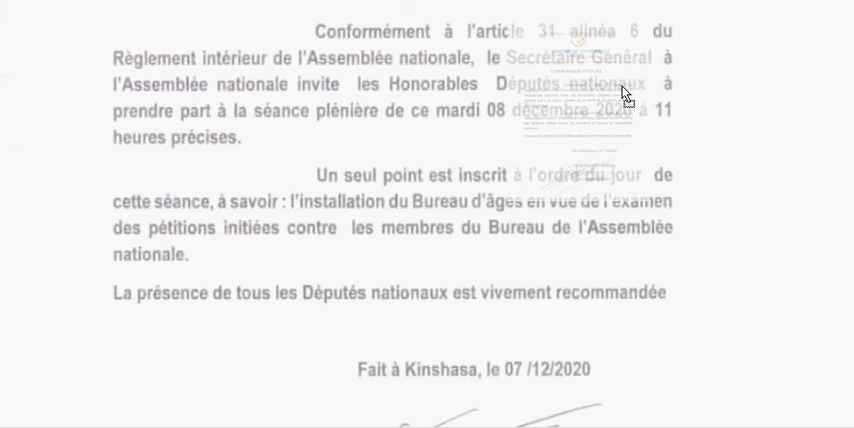 Conformément à l'article 31 alinéa 6 du
Règlement intérieur de l'Assemblée nationale, le Secrétaire Général à
l'Assemblée nationale invite les Honorables Députés nationaux à
prendre part à la séance plénière de ce mardi 08 décembre 2020 à 11
heures précises.
Un seul point est inscrit à l'ordre du jour de
cette séance, à savoir : l'installation du Bureau d'âges en vue de l'examen
des pétitions initiées contre les membres du Bureau de l'Assemblée
nationale.
La présence de tous les Députés nationaux est vivement recommandée
Fait à Kinshasa, le 07 /12/2020